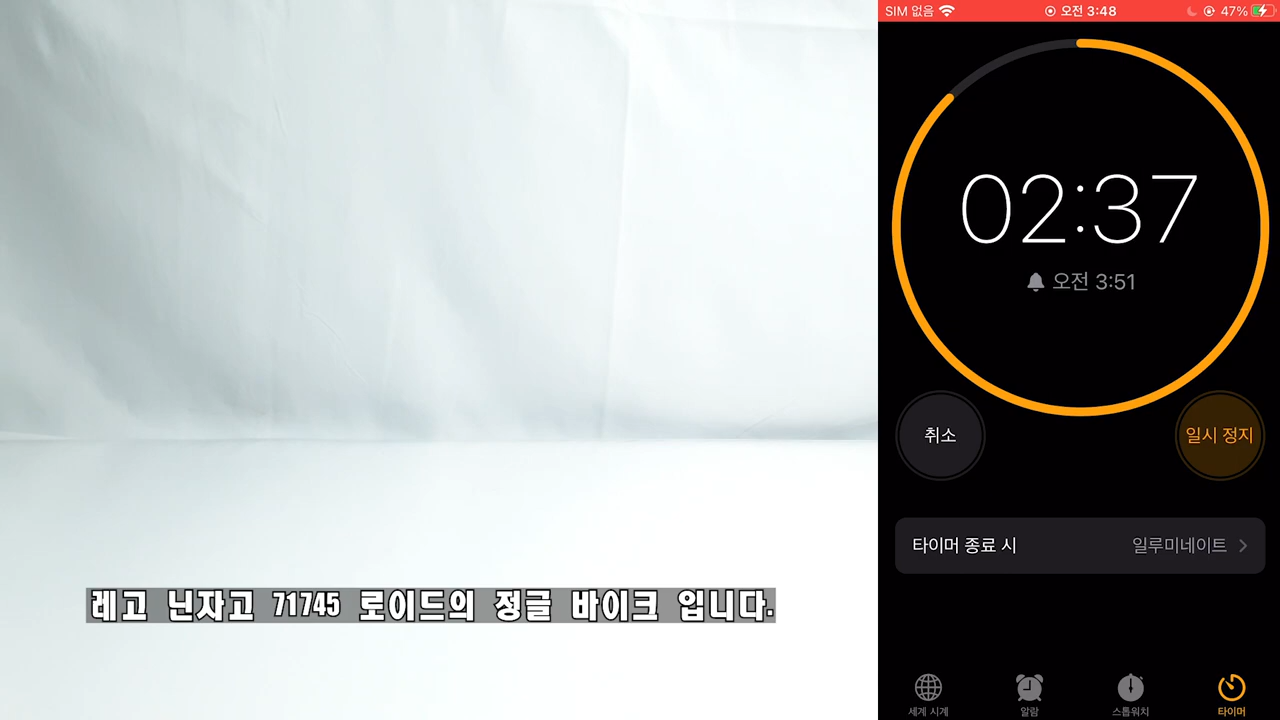 SIM 없음
오전 3:48
47%
02:37
오전 3:51
취소
일시 정지
타이머 종료 시
일루미네이트
레고 닌자고 71745 로이드의 정글 바이크 입니다.
세계 시계
알람
스톱워치
타이머